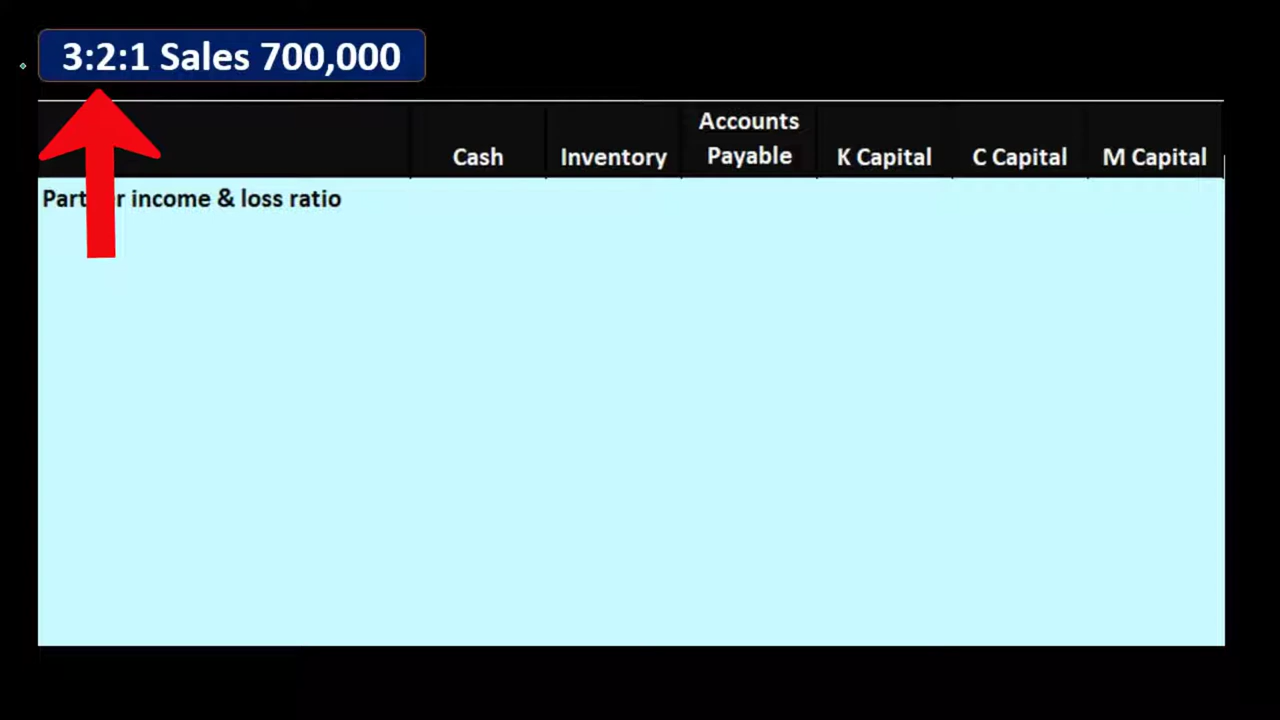 3:2:1 Sales 700,000
Accounts
Cash Inventory Payable K Capital C Capital M Capital
income & loss ratio